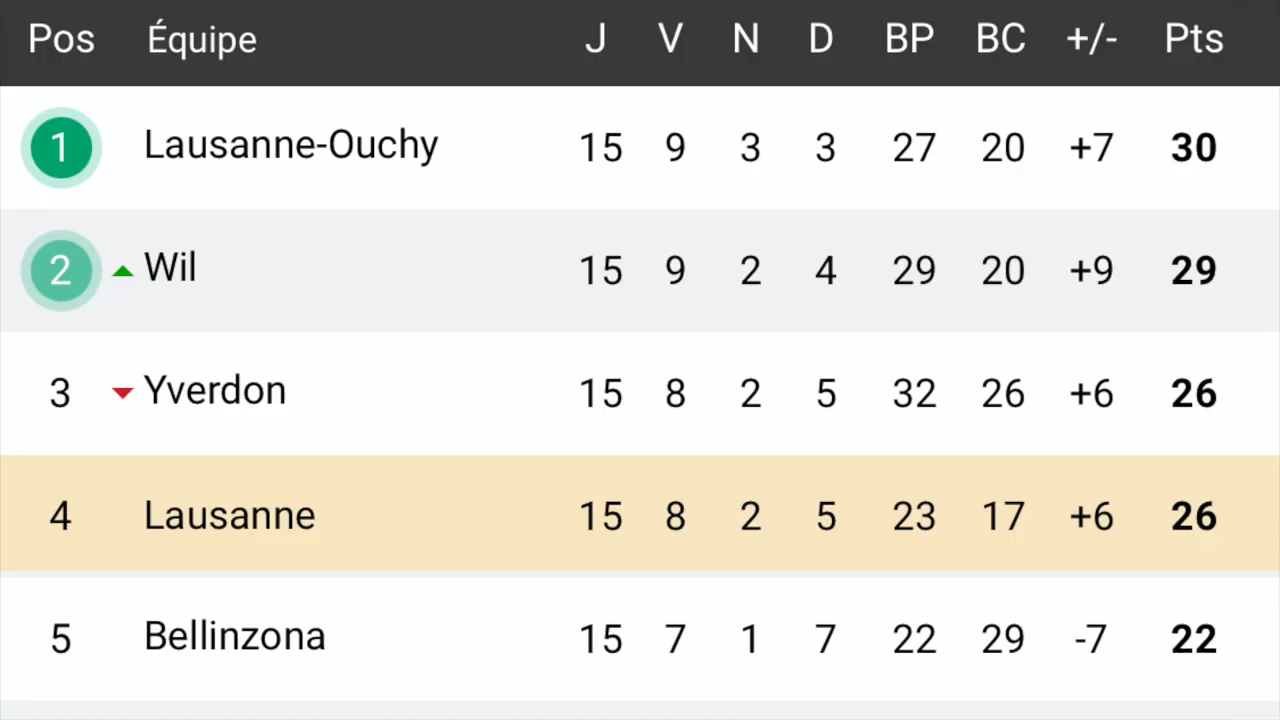 Pos Équipe J V N D BP BC +/- Pts
1 Lausanne-Ouchy 15 9 3 3 27 20 +7 30
2 Wil 15 9 2 4 29 20 +9 29
3 Yverdon 15 8 2 5 32 26 +6 26
4 Lausanne 15 8 2 5 23 17 +6 26
5 Bellinzona 15 7 1 7 22 29 -7 22